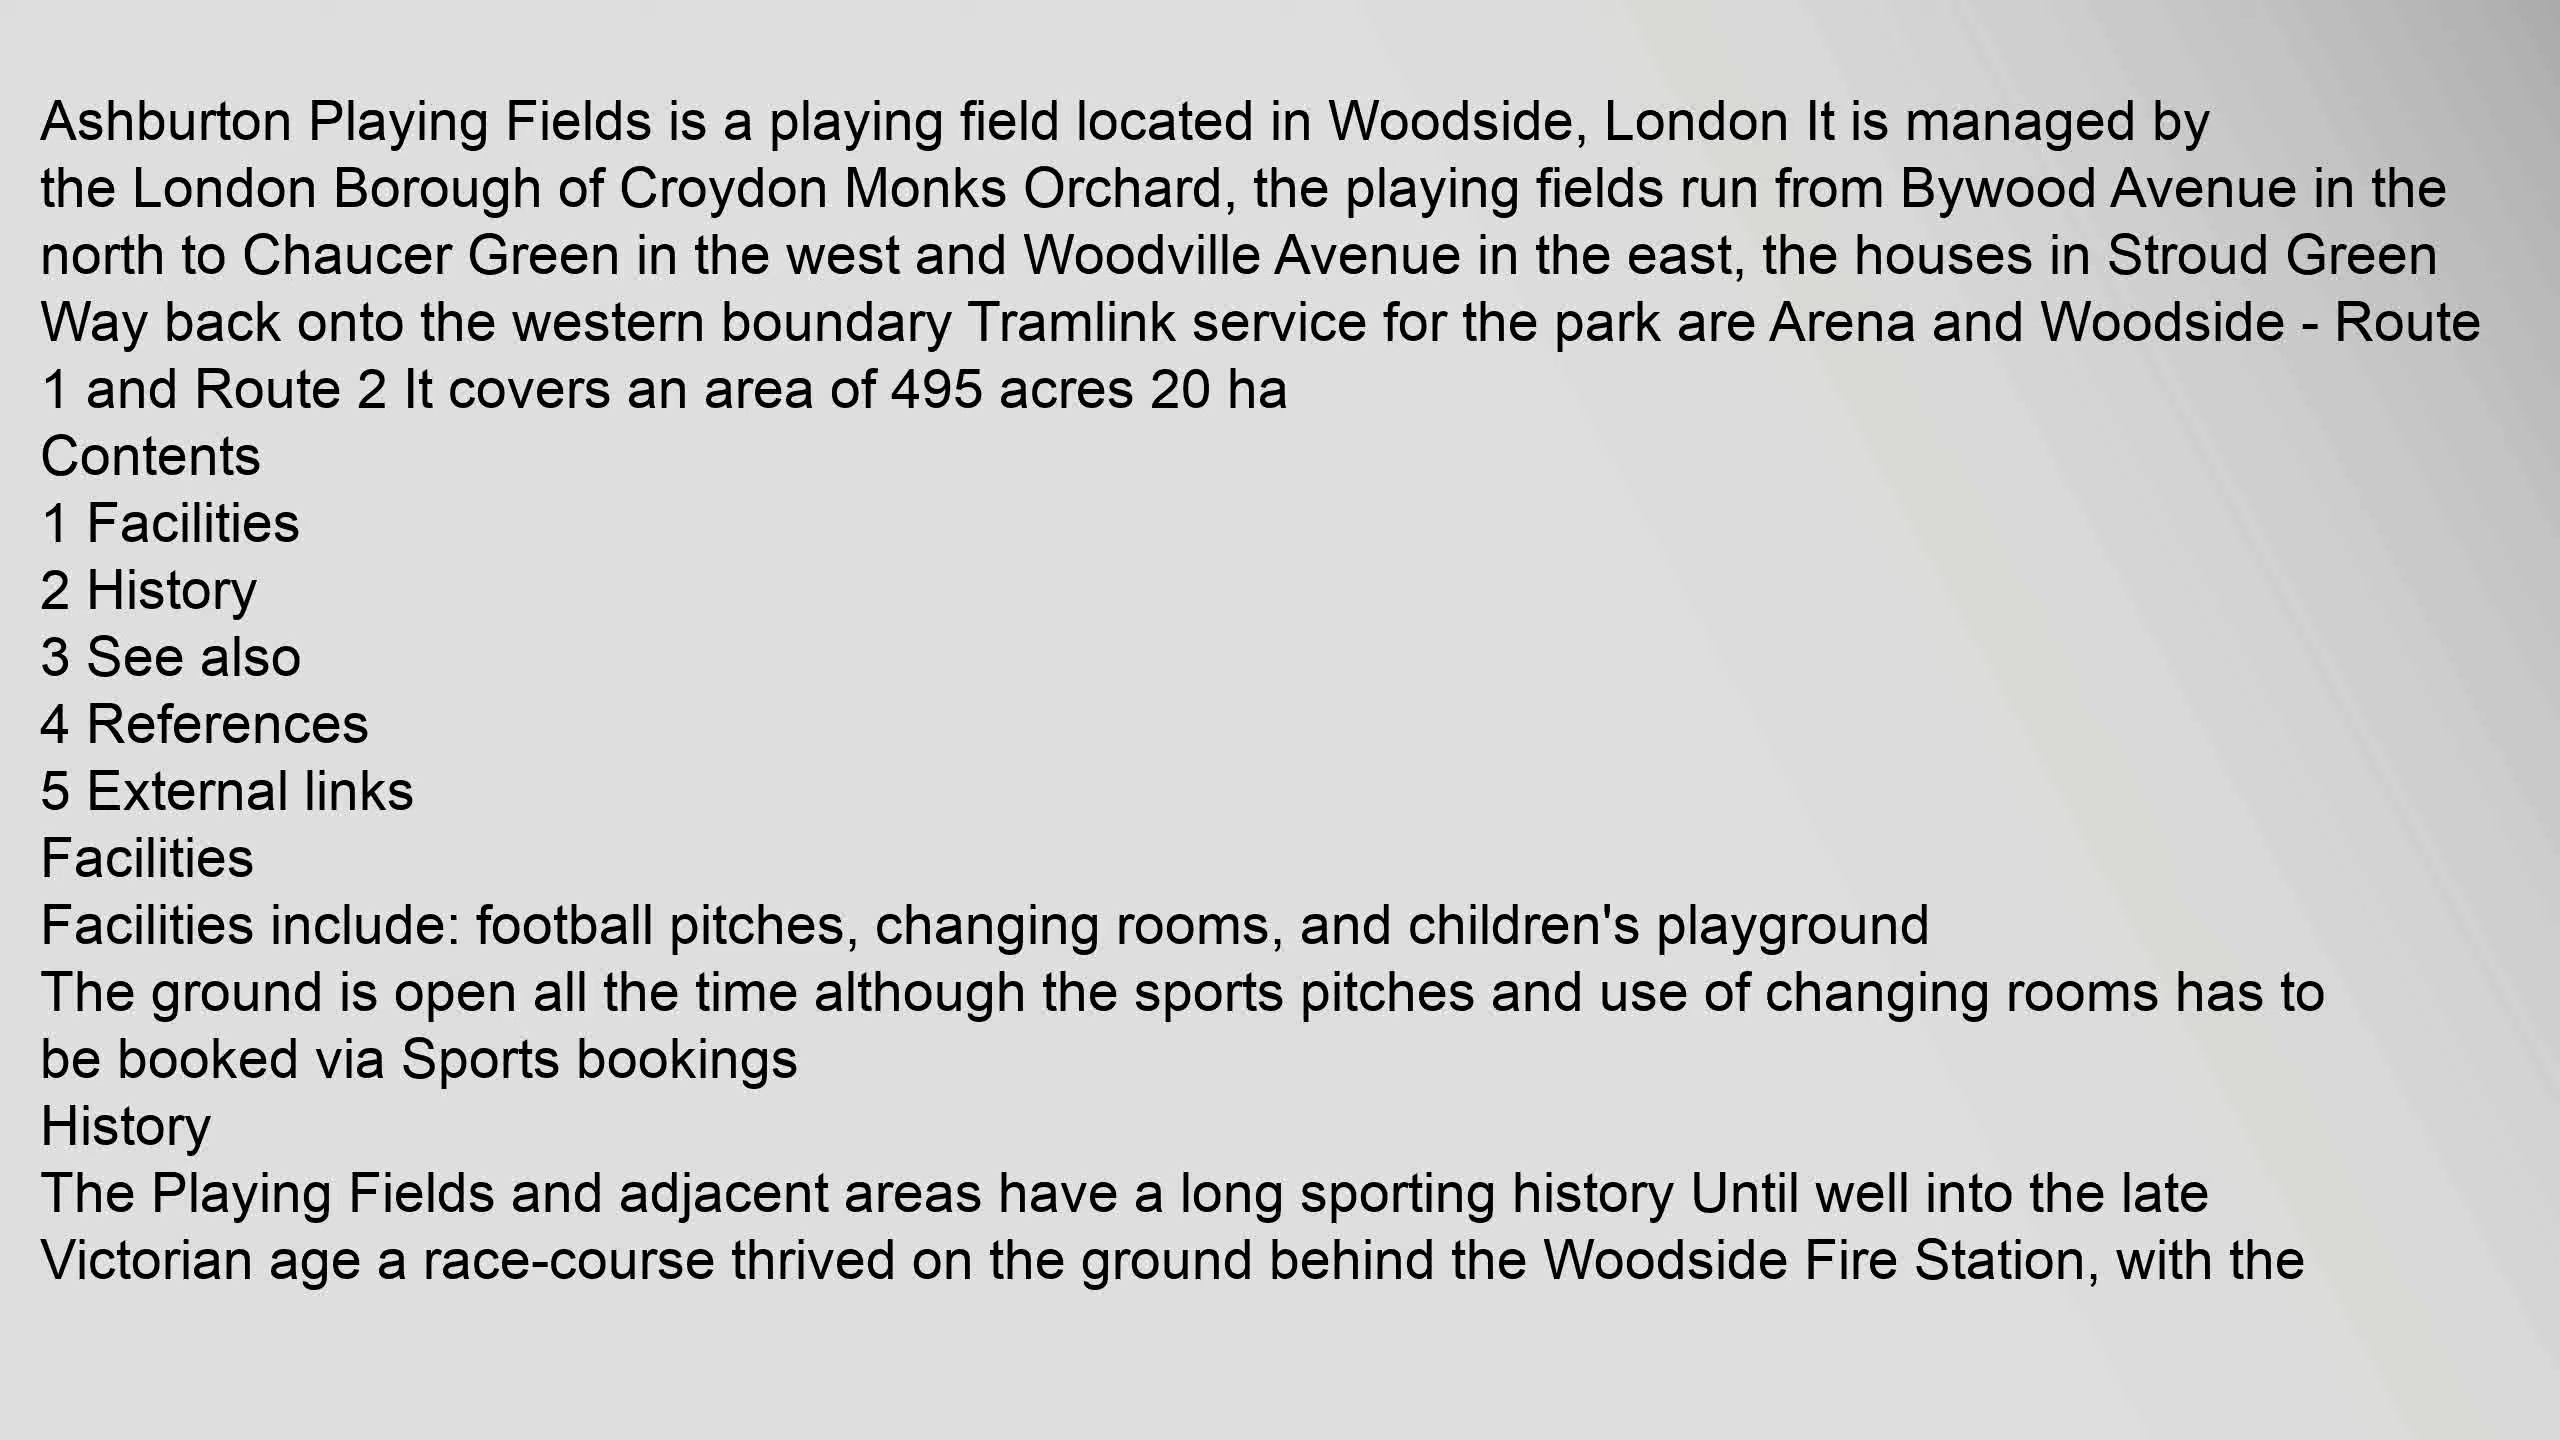 Ashburton Playing Fields is a playing field located in Woodside, London It is managed by
the London Borough of Croydon Monks Orchard, the playing fields run from Bywood Avenue in the
north to Chaucer Green in the west and Woodville Avenue in the east, the houses in Stroud Green
Way back onto the western boundary Tramlink service for the park are Arena and Woodside - Route
1 and Route 2 It covers an area of 495 acres 20 ha
Contents
1 Facilities
2 History
3 See also
4 References
5 External links
Facilities
Facilities include: football pitches, changing rooms, and children's playground
The ground is open all the time although the sports pitches and use of changing rooms has to
be booked via Sports bookings
History
The Playing Fields and adjacent areas have a long sporting history Until well into the late
Victorian age a race-course thrived on the ground behind the Woodside Fire Station, with the